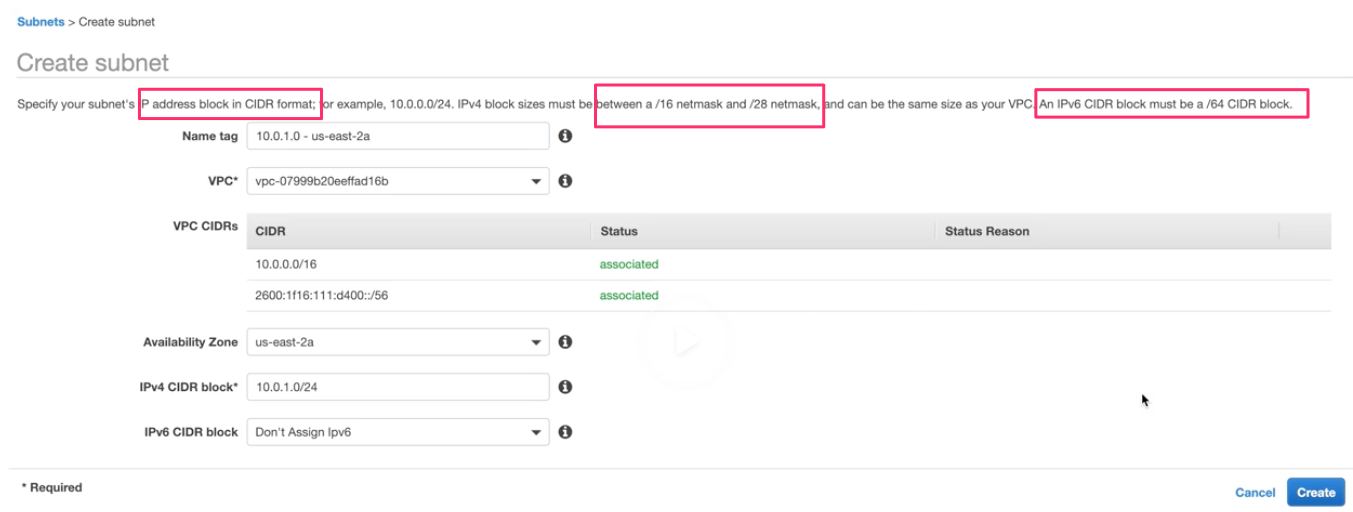 Subnets > Create subnet
Create subnet
Specify your subnet's IP address block in CIDR format; for example, 10.0.0.0/24. IPv4 block sizes must be between a /16 netmask and /28 netmask, and can be the same size as your VPC. An IPv6 CIDR block must be a /64 CIDR block.
Name tag 10.0.1.0 - us-east-2a
VPC* vpc-07999b20eeffad16b
VPC CIDRs CIDR Status Status Reason
10.0.0.0/16 associated
2600:1f16:111:d400::/56 associated
Availability Zone us-east-2a
IPv4 CIDR block* 10.0.1.0/24
IPv6 CIDR block Don't Assign Ipv6
* Required Cancel Create